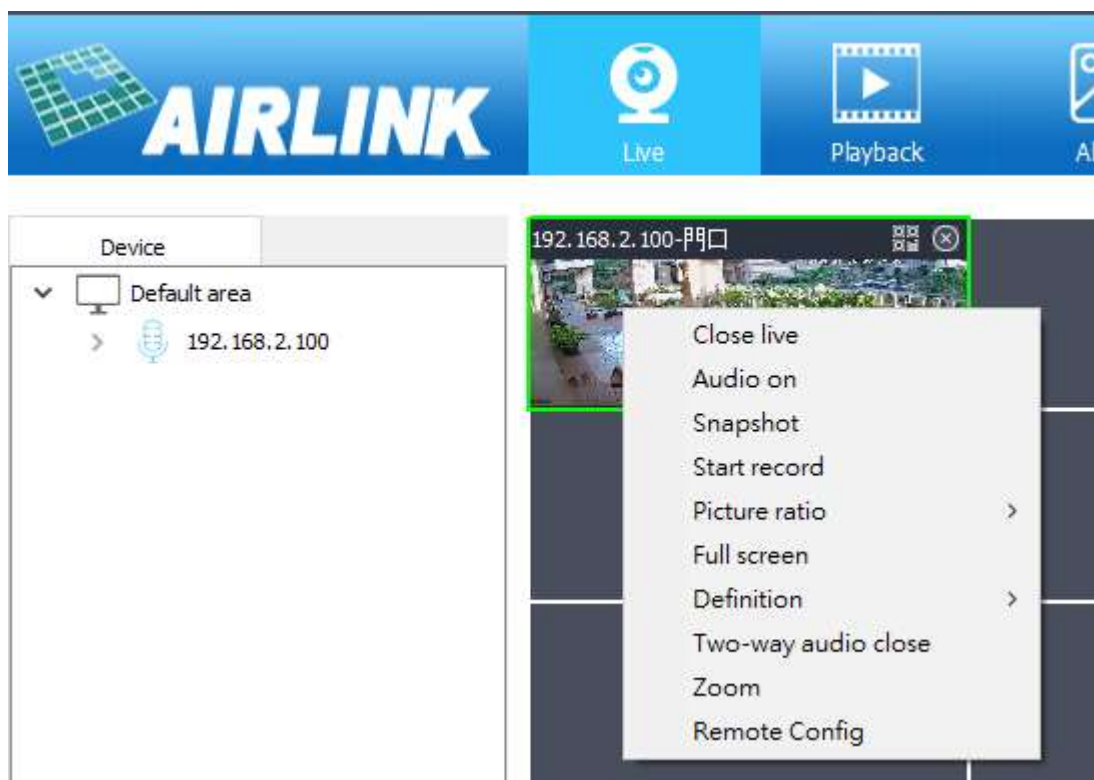 AIRLINK
Live
Playback
Device
Default area
192.168.2.100
192.168.2.100-門口
Close live
Audio on
Snapshot
Start record
Picture ratio
Full screen
Definition
Two-way audio close
Zoom
Remote Config